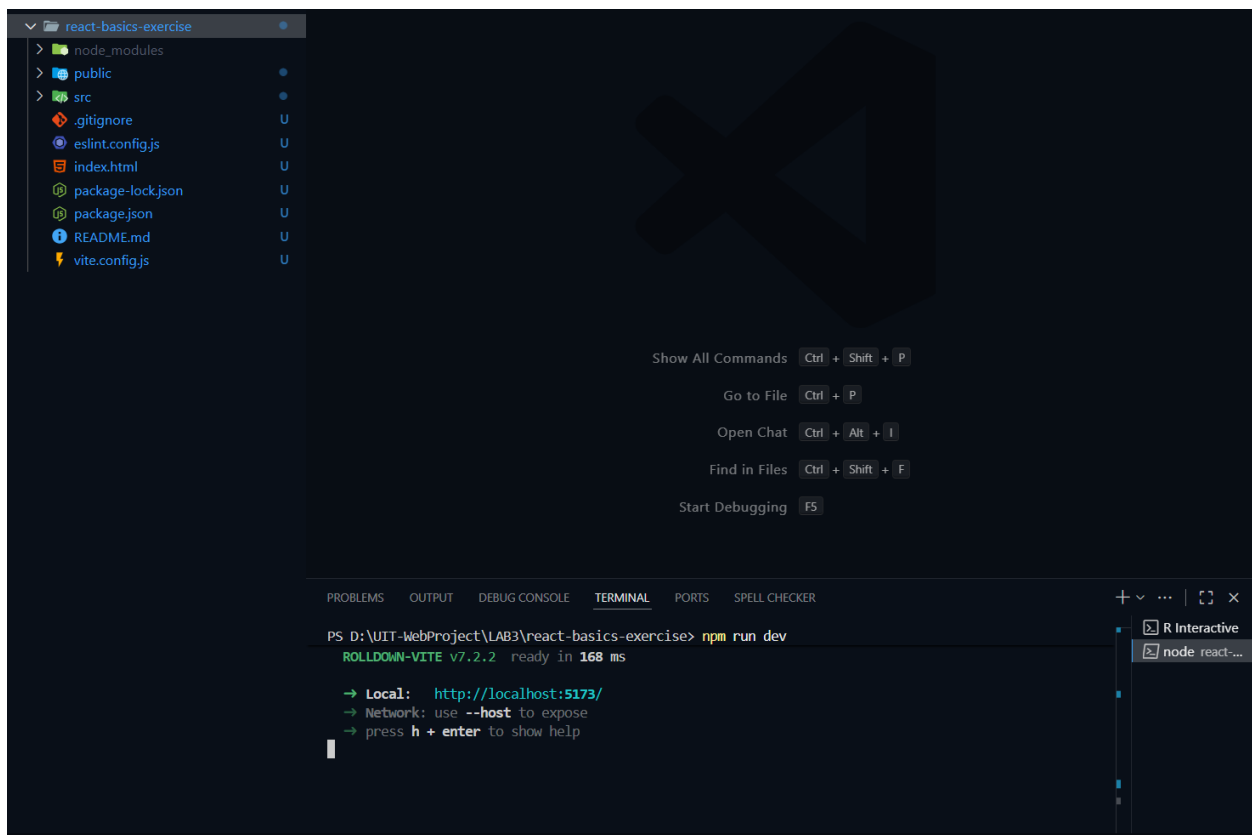 react-basics-exercise
node_modules
public
src
.gitignore U
eslint.config.js U
index.html U
package-lock.json U
package.json U
README.md U
vite.config.js U
Show All Commands Ctrl + Shift + P
Go to File Ctrl + P
Open Chat Ctrl + Alt + I
Find in Files Ctrl + Shift + F
Start Debugging F5
PROBLEMS OUTPUT DEBUG CONSOLE TERMINAL PORTS SPELL CHECKER
PS D:\UIT-WebProject\LAB3\react-basics-exercise> npm run dev
ROLLDOWN-VITE v7.2.2 ready in 168 ms
→ Local: http://localhost:5173/
→ Network: use --host to expose
→ press h + enter to show help
R Interactive
node react-...